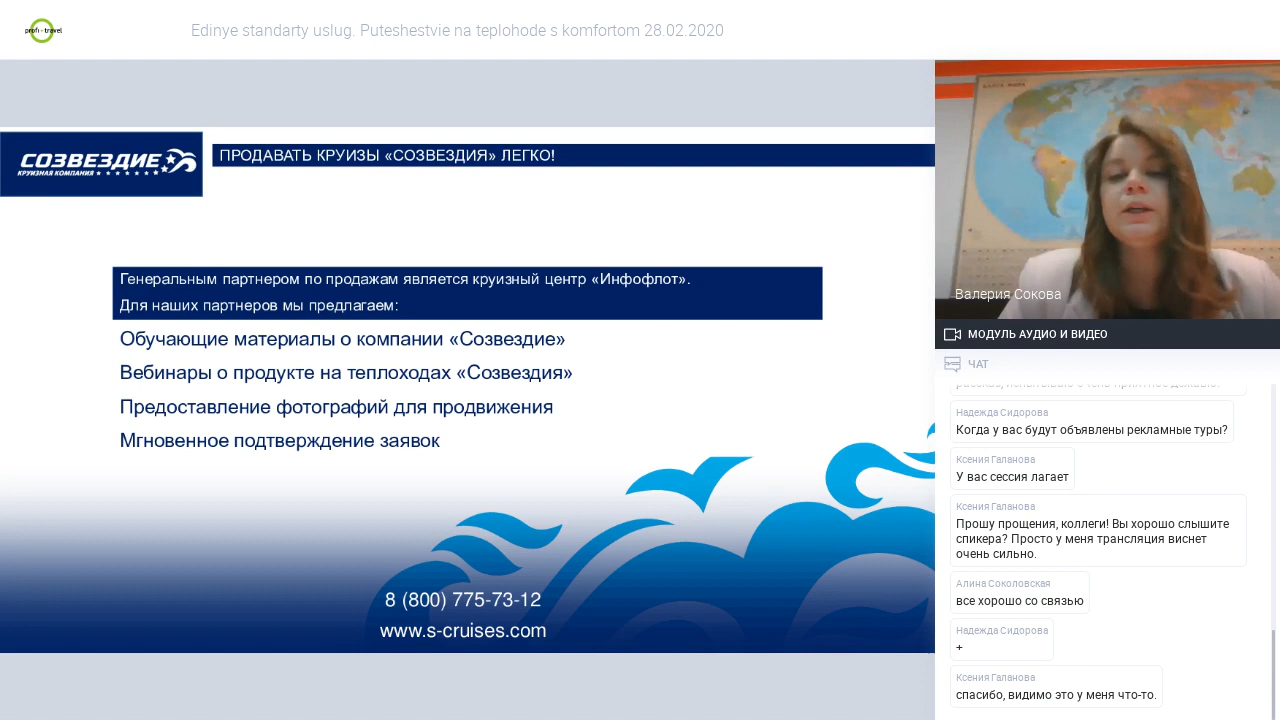 profi - travel
Edinye standarty uslug. Puteshestvie na teplohode s komfortom 28.02.2020
СОЗВЕЗДИЕ
КРУИЗНАЯ КОМПАНИЯ
ПРОДАВАТЬ КРУИЗЫ «СОЗВЕЗДИЯ» ЛЕГКО!
Генеральным партнером по продажам является круизный центр «Инфофлот».
Для наших партнеров мы предлагаем:
Обучающие материалы о компании «Созвездие»
Вебинары о продукте на теплоходах «Созвездия»
Предоставление фотографий для продвижения
Мгновенное подтверждение заявок
8 (800) 775-73-12
www.s-cruises.com
Валерия Сокова
МОДУЛЬ АУДИО И ВИДЕО
ЧАТ
Надежда Сидорова
Когда у вас будут объявлены рекламные туры?
Ксения Галанова
У вас сессия лагает
Ксения Галанова
Прошу прощения, коллеги! Вы хорошо слышите
спикера? Просто у меня трансляция виснет
очень сильно.
Алина Соколовская
все хорошо со связью
Надежда Сидорова
+
Ксения Галанова
спасибо, видимо это у меня что-то.